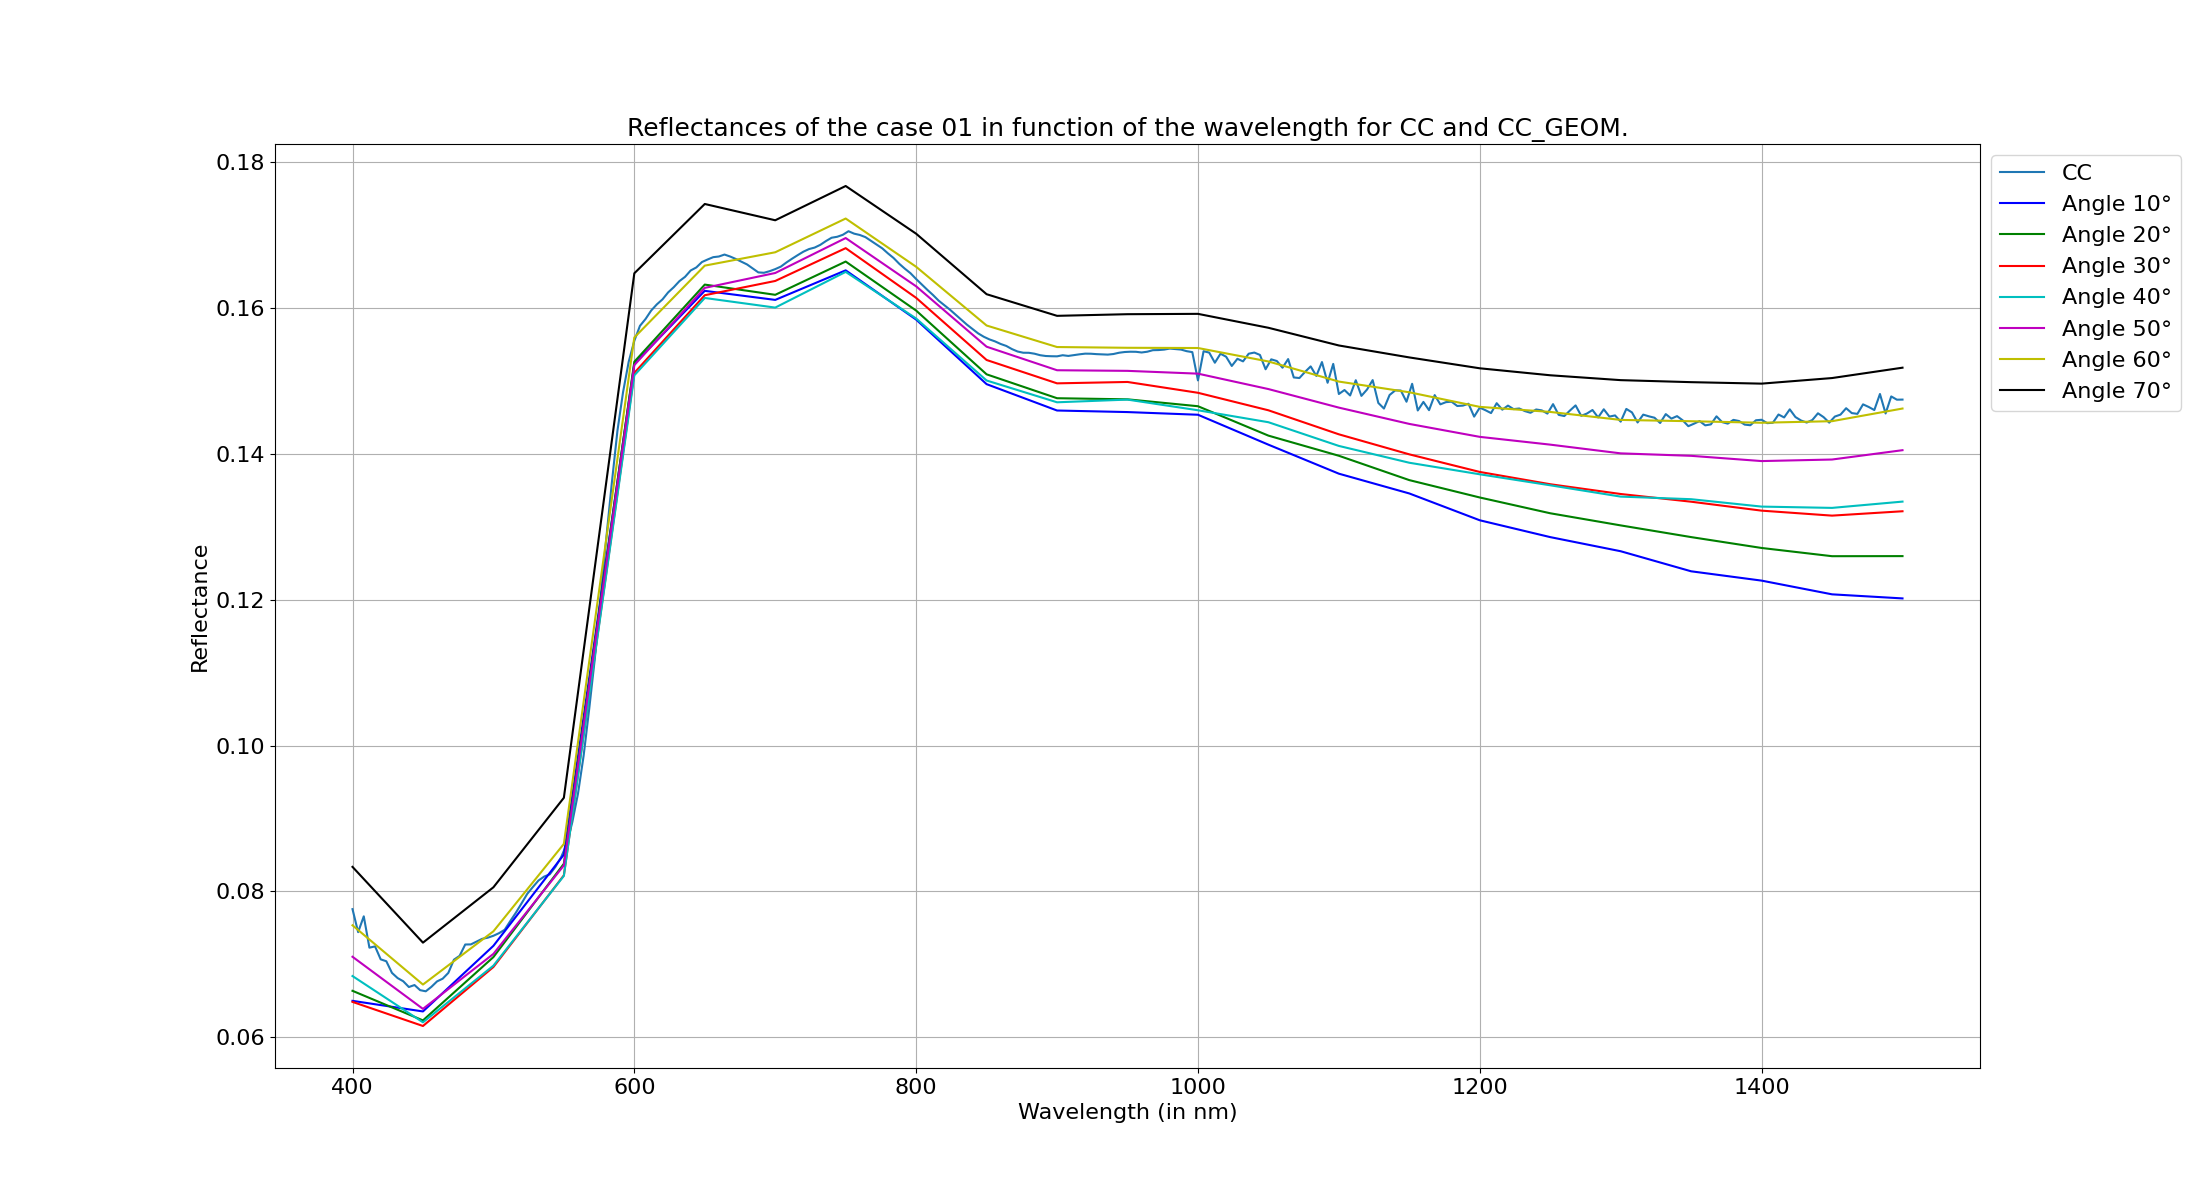 Reflectances of the case 01 in function of the wavelength for CC and CC_GEOM.
0.18
0.16
0.14
0.12
0.10
0.08
0.06
Reflectance
400 600 800 1000 1200 1400
Wavelength (in nm)
CC
Angle 10°
Angle 20°
Angle 30°
Angle 40°
Angle 50°
Angle 60°
Angle 70°